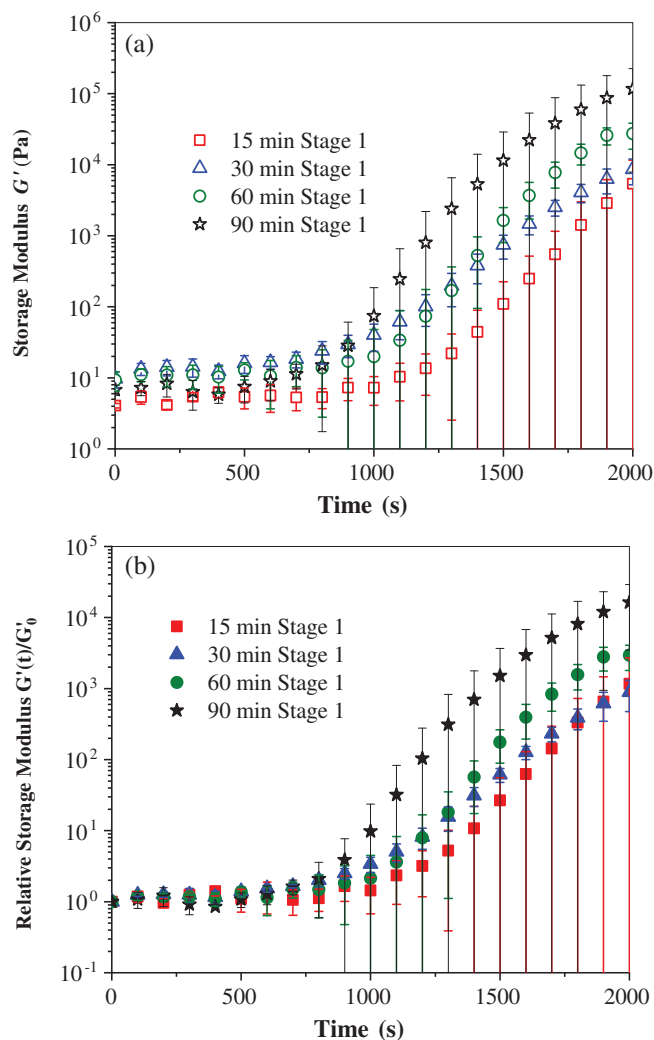 (a)
10^6
10^5
10^4
10^3
10^2
10^1
10^0
Storage Modulus G' (Pa)
15 min Stage 1
30 min Stage 1
60 min Stage 1
90 min Stage 1
0 500 1000 1500 2000
Time (s)
(b)
10^5
10^4
10^3
10^2
10^1
10^0
10^-1
Relative Storage Modulus G'(t)/G'_0
15 min Stage 1
30 min Stage 1
60 min Stage 1
90 min Stage 1
0 500 1000 1500 2000
Time (s)